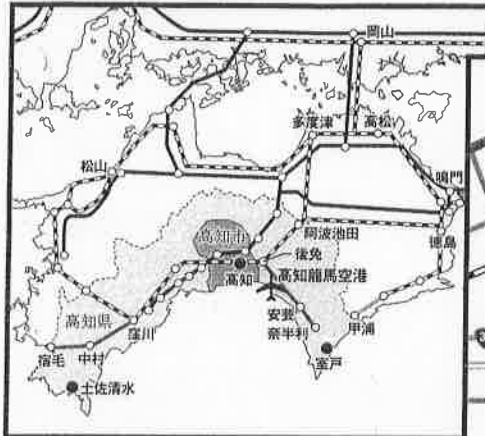 岡山
多度津
高松
鳴門
松山
徳島
阿波池田
高知市
後免
高知
高知龍馬空港
高知県
安芸
奈半利
甲浦
窪川
室戸
宿毛
中村
土佐清水